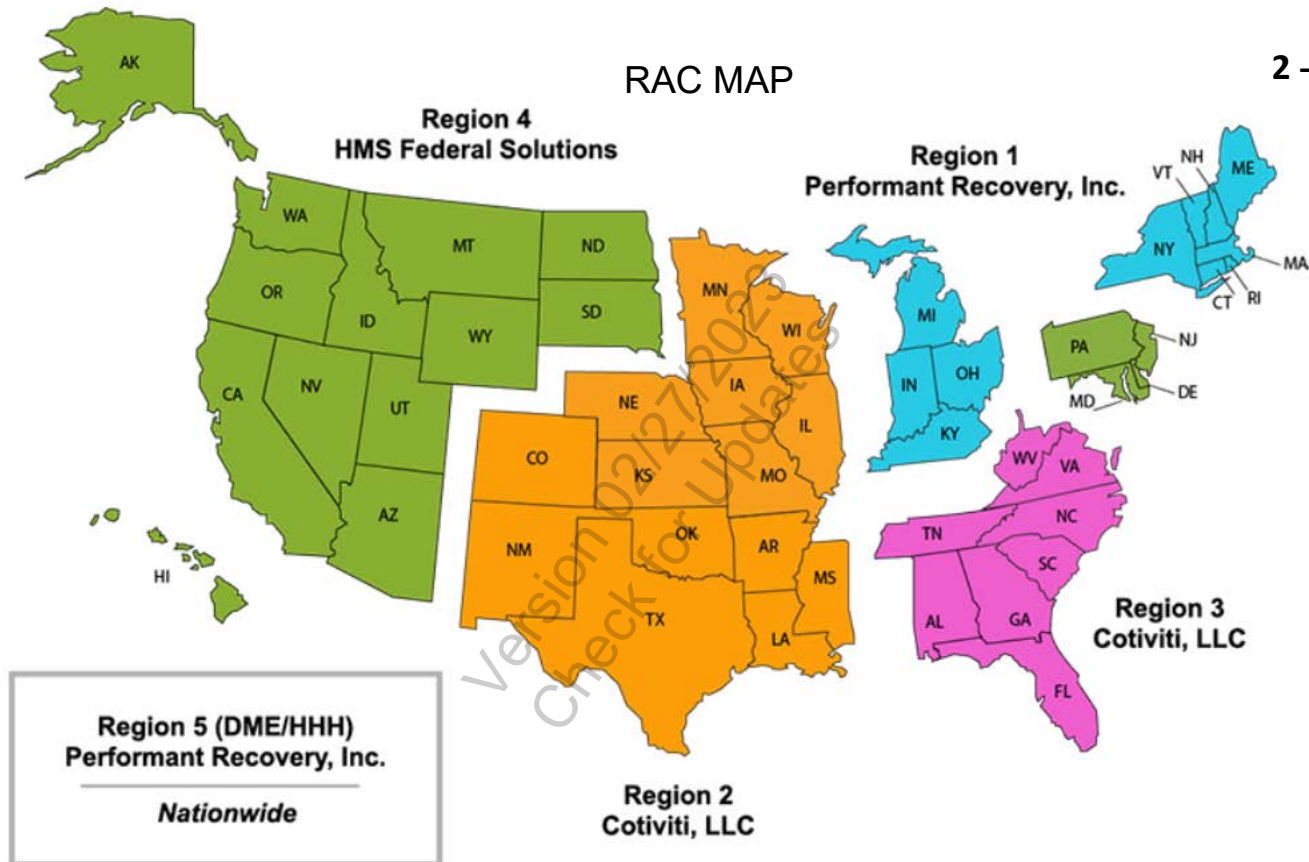 RAC MAP
2 -
Region 4
HMS Federal Solutions
Region 1
Performant Recovery, Inc.
AK
WA
MT
ND
OR
ID
SD
WY
CA
NV
UT
AZ
HI
MN
WI
IA
NE
IL
CO
KS
MO
NM
OK
AR
MS
TX
LA
NH
VT
ME
NY
MA
RI
CT
MI
OH
IN
KY
PA
NJ
DE
MD
WV
VA
TN
NC
SC
AL
GA
FL
Region 3
Cotiviti, LLC
Region 5 (DME/HHH)
Performant Recovery, Inc.
Nationwide
Region 2
Cotiviti, LLC
Version 02/27/2023
Check for Updates